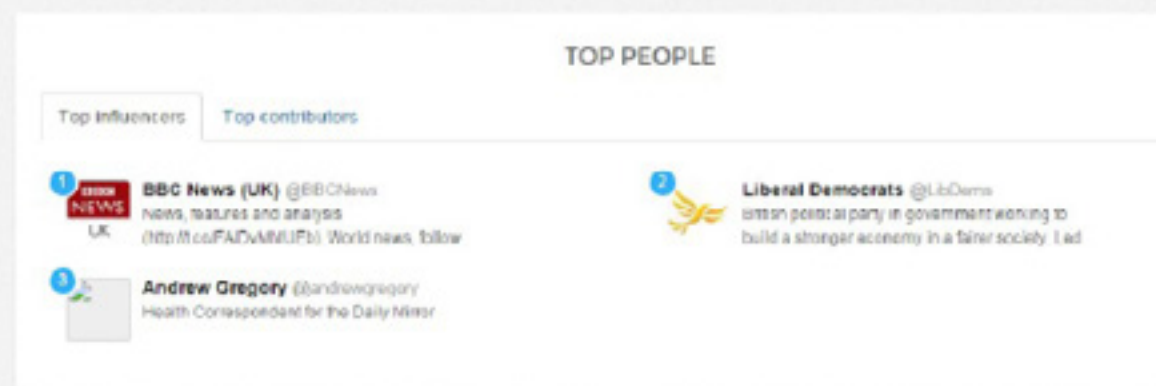 TOP PEOPLE
Top influencers
Top contributors
1
BBC
NEWS
UK
BBC News (UK) @BBCNews
News, features and analysis
World news, follow
2
Liberal Democrats @LibDems
British political party in government working to
build a stronger economy in a fairer society. Led
3
Andrew Gregory @andrewgregory
Health Correspondent for the Daily Mirror